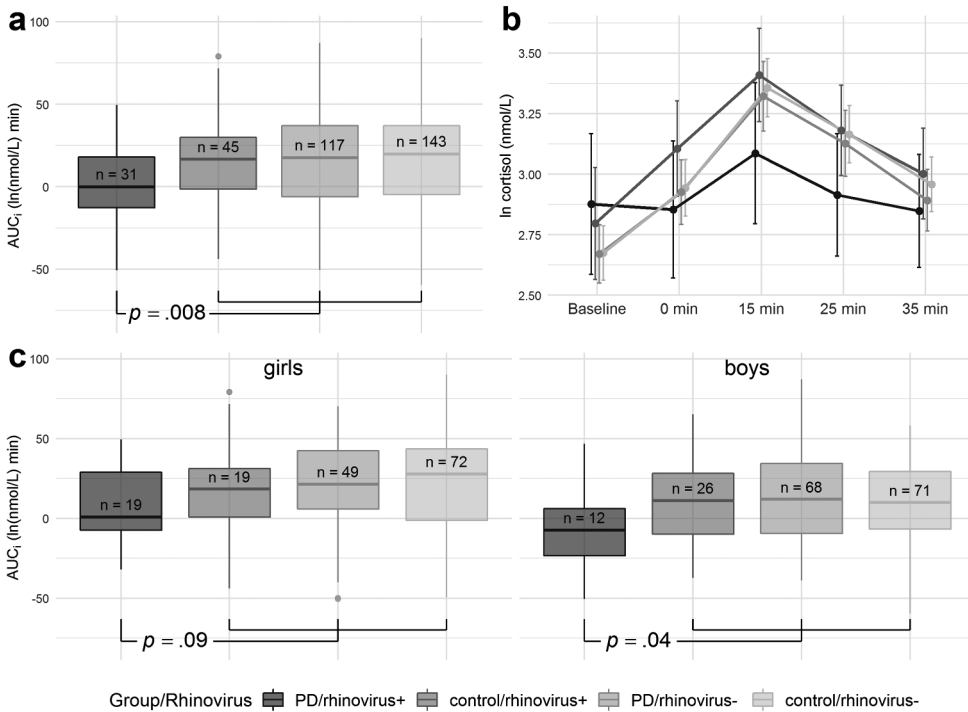 a
AUCi (ln(nmol/L) min)
100
50
0
-50
n = 31
n = 45
n = 117
n = 143
p = .008
b
ln cortisol (nmol/L)
3.50
3.25
3.00
2.75
2.50
Baseline
0 min
15 min
25 min
35 min
c
AUCi (ln(nmol/L) min)
100
50
0
-50
girls
n = 19
n = 19
n = 49
n = 72
p = .09
boys
n = 12
n = 26
n = 68
n = 71
p = .04
Group/Rhinovirus PD/rhinovirus+ control/rhinovirus+ PD/rhinovirus- control/rhinovirus-